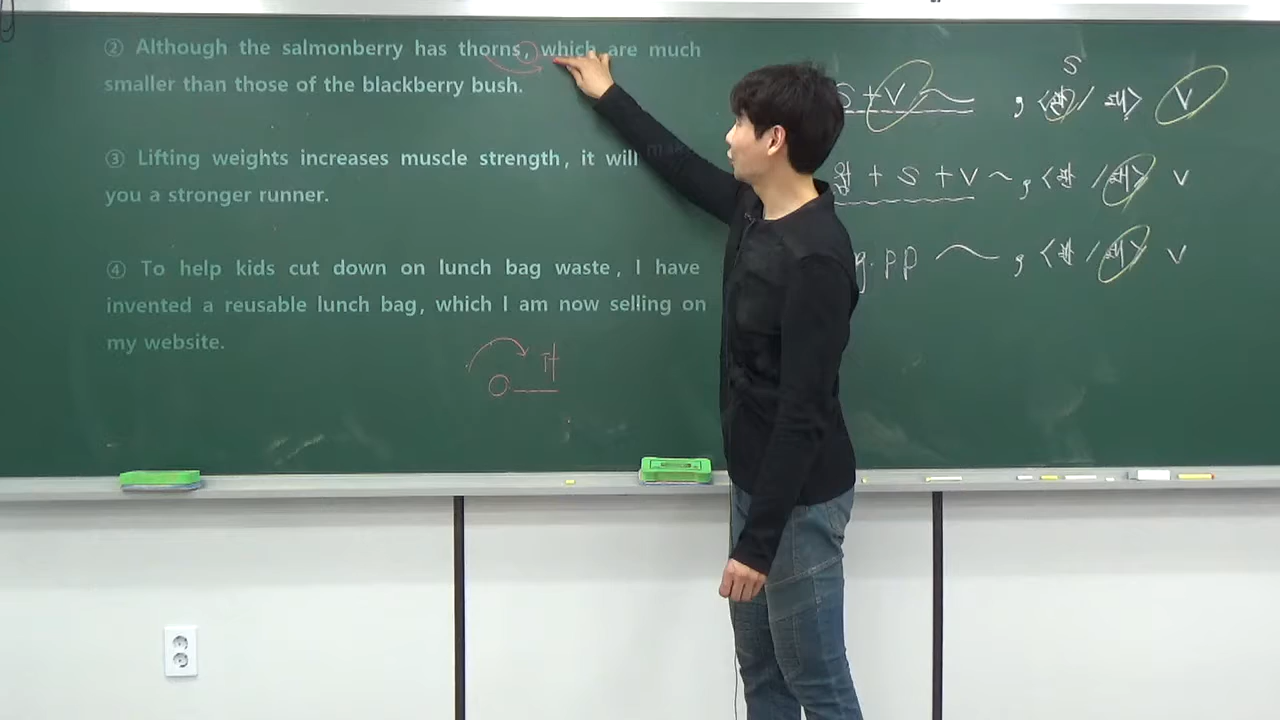 ② Although the salmonberry has thorns, which are much
smaller than those of the blackberry bush.
③ Lifting weights increases muscle strength, it will make
you a stronger runner.
④ To help kids cut down on lunch bag waste, I have
invented a reusable lunch bag, which I am now selling on
my website.
S
S + V , < / > V
+ S + V ~ , < / > V
g. pp , < / > V